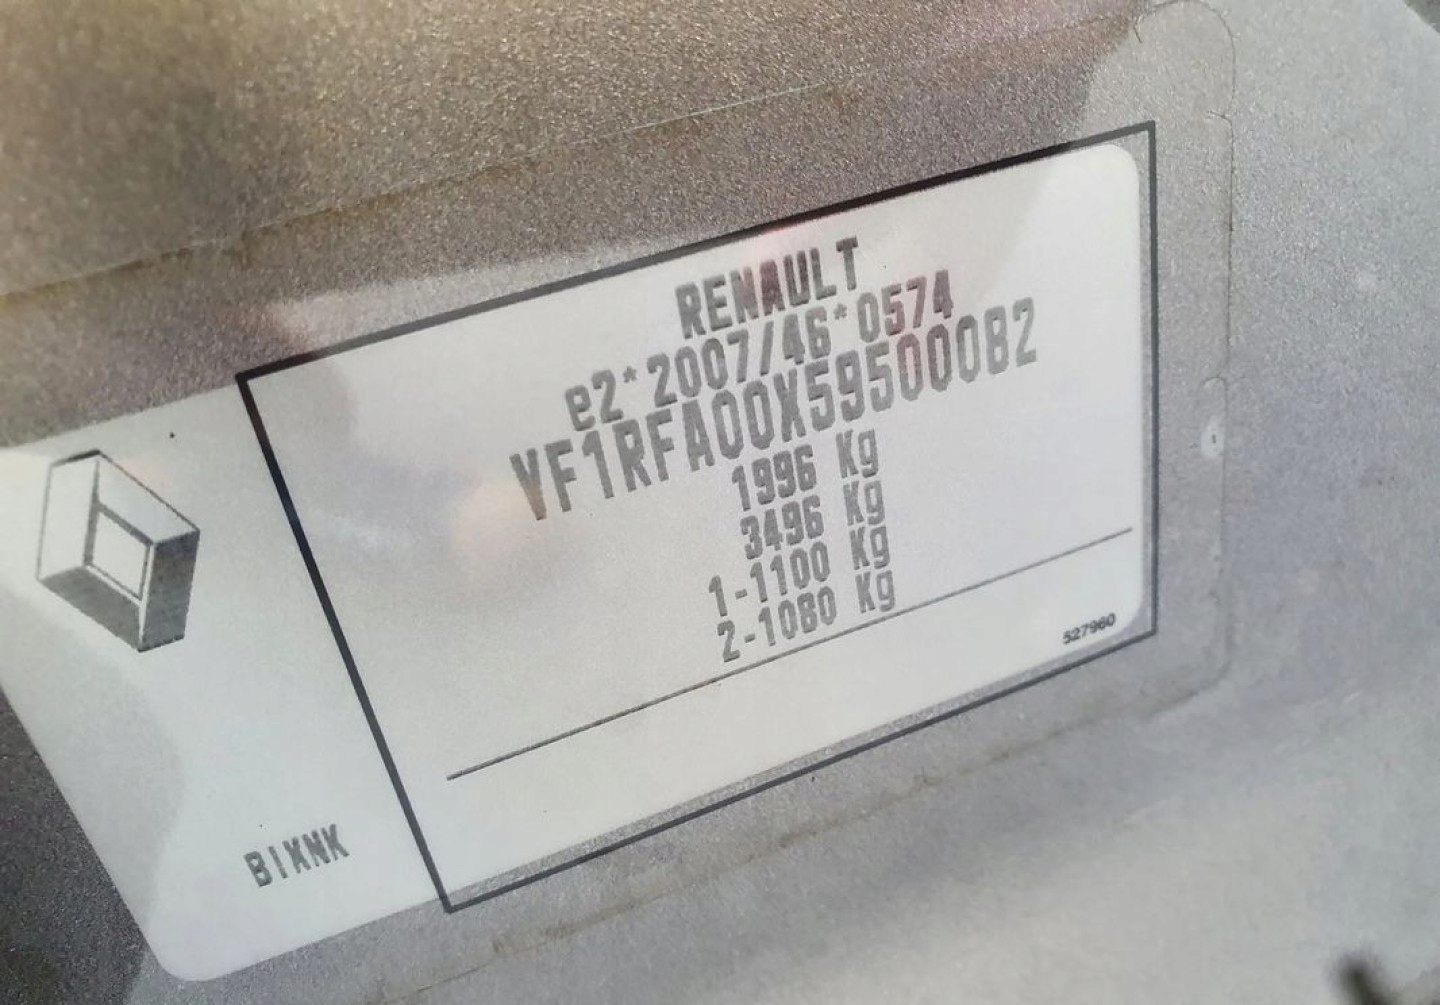 RENAULT
e2*2007/46*0574
VF1RFA00X59500082
1996 Kg
3496 Kg
1-1100 Kg
2-1080 Kg
527960
BIXNK